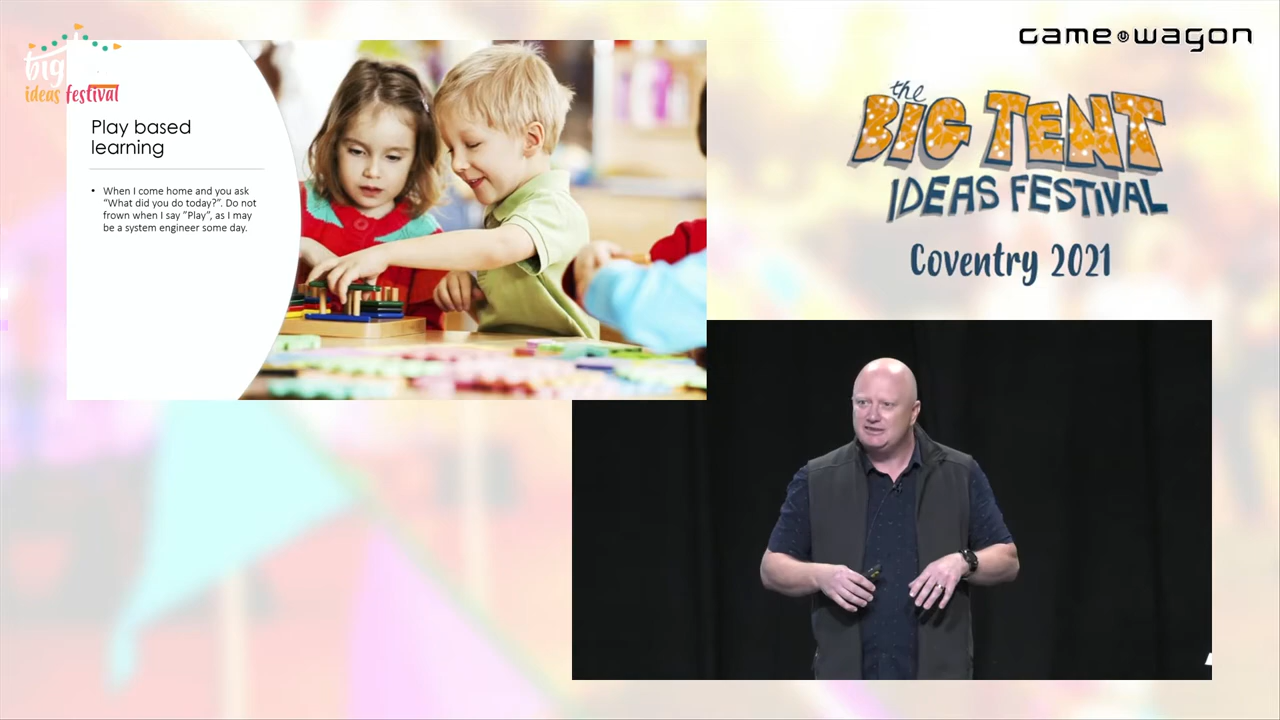 big
ideas festival
Play based
learning
• When I come home and you ask
“What did you do today?”. Do not
frown when I say “Play”, as I may
be a system engineer some day.
game wagon
the
BIG TENT
IDEAS FESTIVAL
Coventry 2021